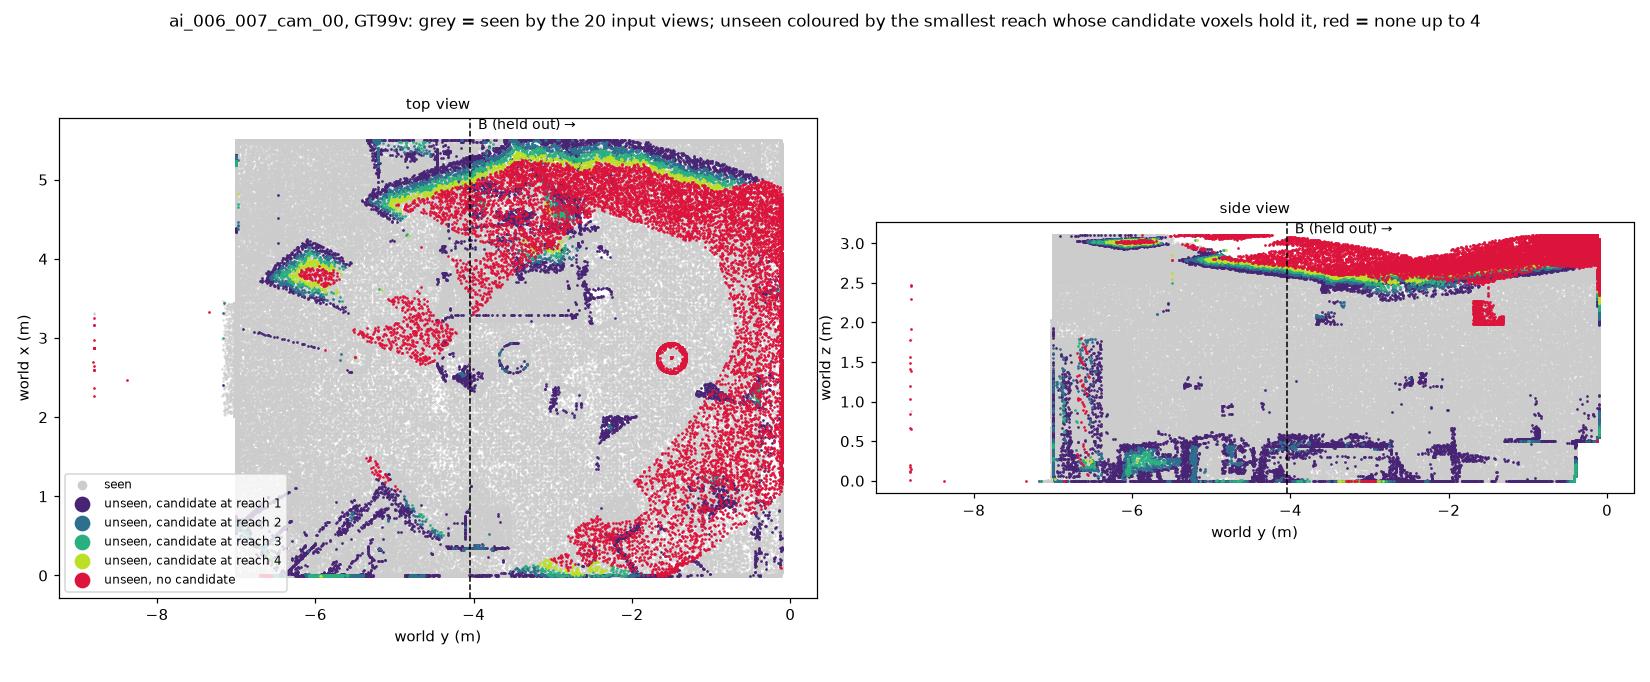 ai_006_007_cam_00, GT99v: grey = seen by the 20 input views; unseen coloured by the smallest reach whose candidate voxels hold it, red = none up to 4
top view
B (held out) →
world x (m)
5
4
3
2
1
0
seen
unseen, candidate at reach 1
unseen, candidate at reach 2
unseen, candidate at reach 3
unseen, candidate at reach 4
unseen, no candidate
−8 −6 −4 −2 0
world y (m)
side view
B (held out) →
world z (m)
3.0
2.5
2.0
1.5
1.0
0.5
0.0
−8 −6 −4 −2 0
world y (m)